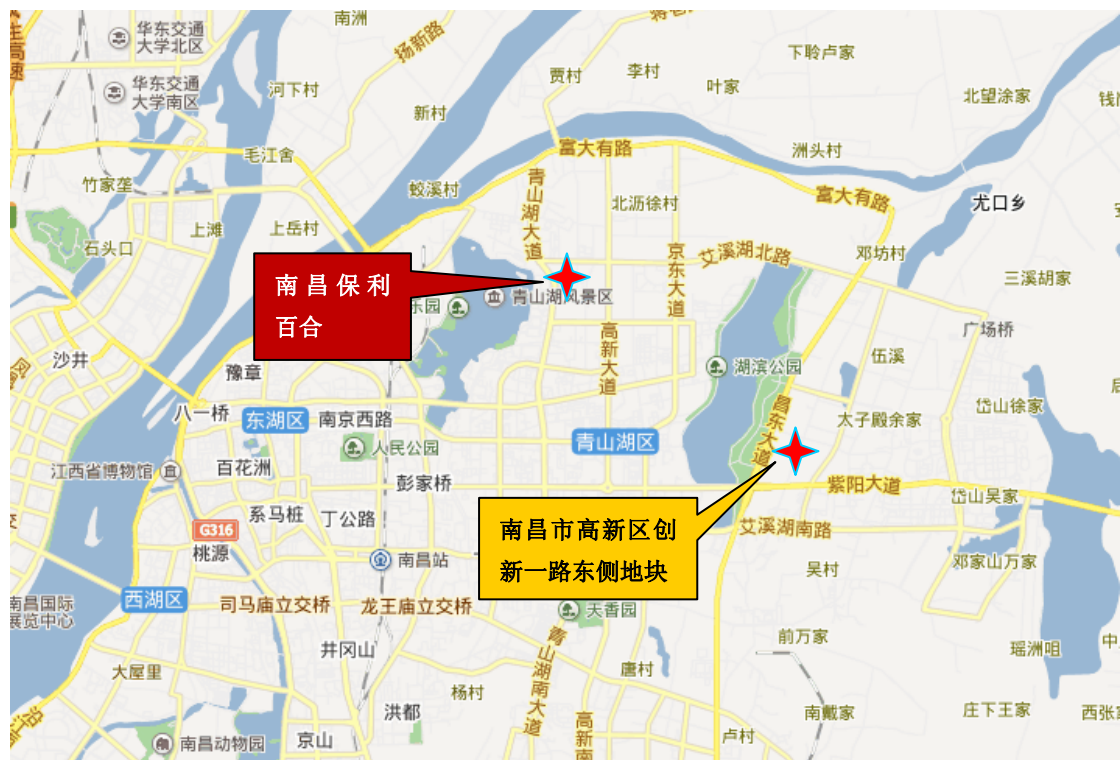 南洲
华东交通
大学北区
扬新路
下聆卢家
贾村
李村
叶家
华东交通
大学南区
河下村
新村
北望涂家
富大有路
洲头村
毛江舍
竹家垄
蛟溪村
青山湖大道
北沥徐村
富大有路
尤口乡
上滩
上岳村
石头口
京东大道
艾溪湖北路
邓坊村
三溪胡家
南昌保利
百合
乐园
青山湖风景区
高新大道
广场桥
沙井
豫章
湖滨公园
伍溪
八一桥
东湖区
南京西路
昌东大道
太子殿余家
岱山徐家
青山湖区
人民公园
江西省博物馆
百花洲
彭家桥
紫阳大道
岱山吴家
系马桩
丁公路
G316
桃源
南昌站
南昌市高新区创
新一路东侧地块
艾溪湖南路
吴村
邓家山万家
南昌国际
展览中心
西湖区
司马庙立交桥
龙王庙立交桥
天香园
井冈山
青山湖南大道
前万家
瑶洲咀
大屋里
唐村
杨村
洪都
南戴家
庄下王家
西张
南昌动物园
京山
高新南
卢村